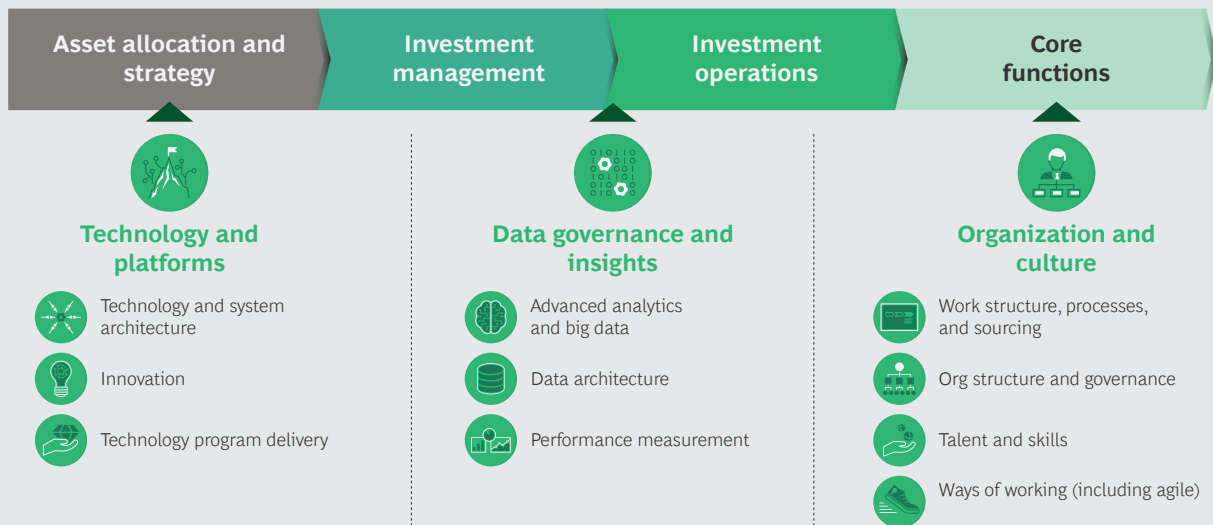 Asset allocation and
strategy
Investment
management
Investment
operations
Core
functions
Technology and
platforms
Technology and system
architecture
Innovation
Technology program delivery
Data governance and
insights
Advanced analytics
and big data
Data architecture
Performance measurement
Organization and
culture
Work structure, processes,
and sourcing
Org structure and governance
Talent and skills
Ways of working (including agile)